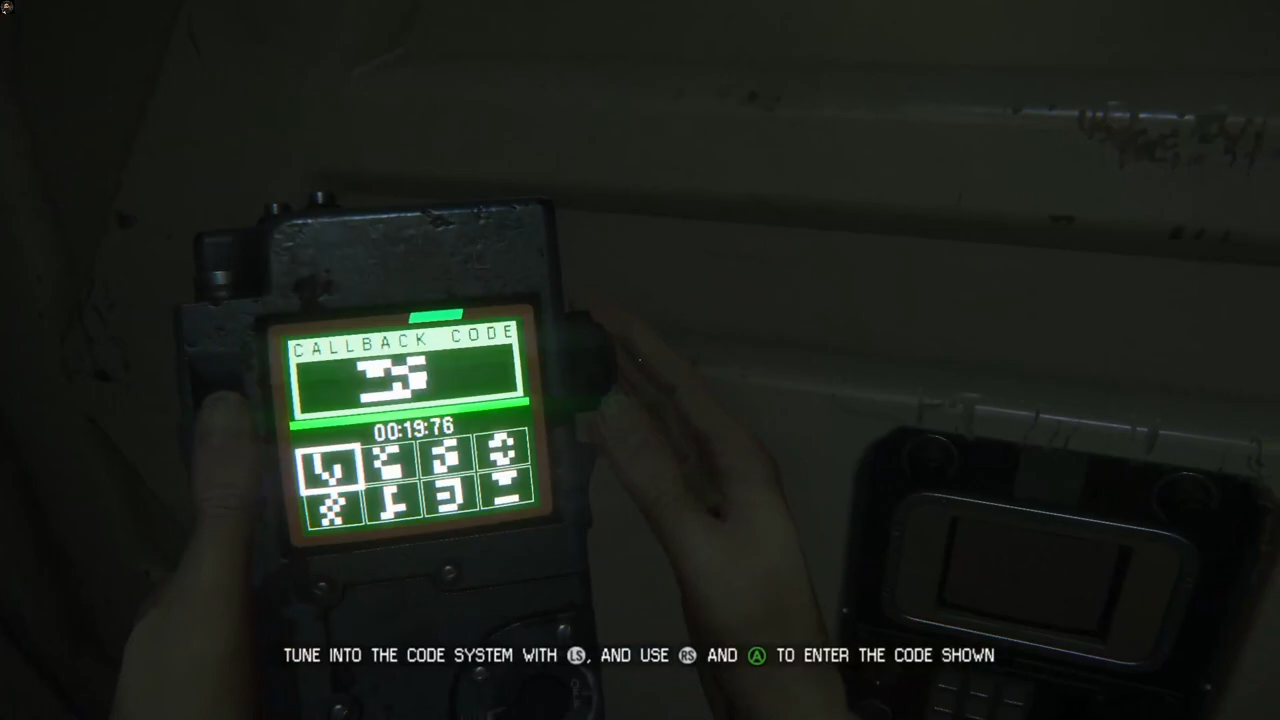 CALLBACK CODE
00:19:76
TUNE INTO THE CODE SYSTEM WITH LS, AND USE RS AND A TO ENTER THE CODE SHOWN